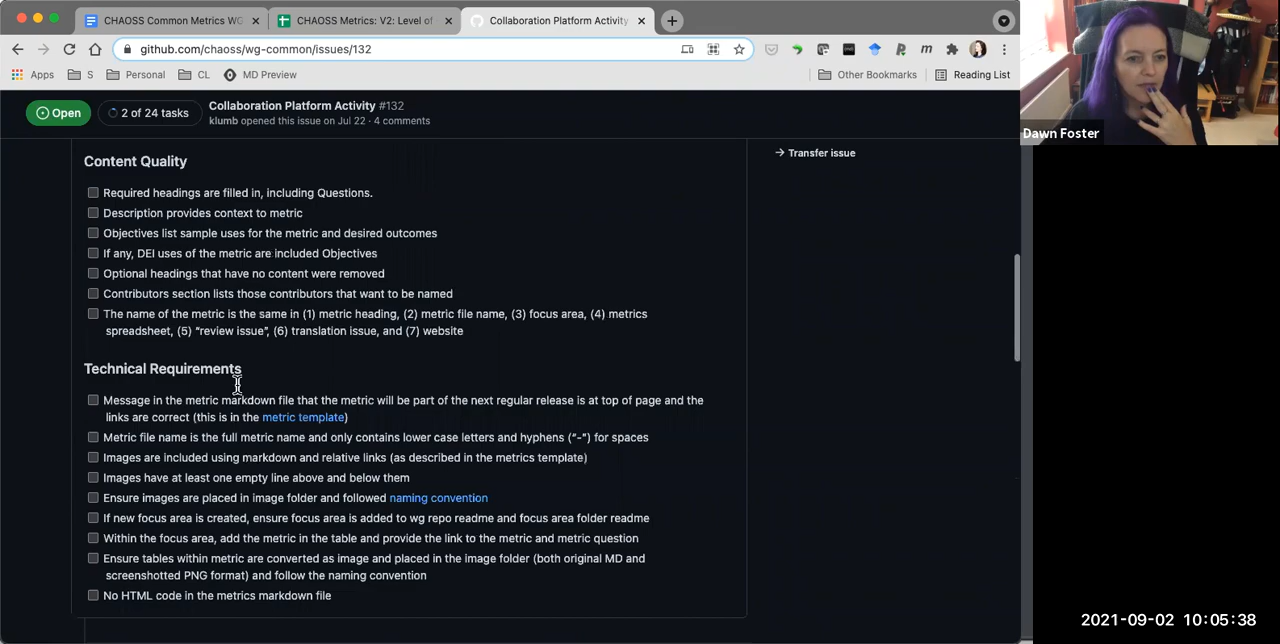 CHAOSS Common Metrics WG
CHAOSS Metrics: V2: Level of
Collaboration Platform Activity
github.com/chaoss/wg-common/issues/132
Apps
S
Personal
CL
MD Preview
Other Bookmarks
Reading List
Open
2 of 24 tasks
Collaboration Platform Activity #132
klumb opened this issue on Jul 22 · 4 comments
Dawn Foster
Transfer issue
Content Quality
Required headings are filled in, including Questions.
Description provides context to metric
Objectives list sample uses for the metric and desired outcomes
If any, DEI uses of the metric are included Objectives
Optional headings that have no content were removed
Contributors section lists those contributors that want to be named
The name of the metric is the same in (1) metric heading, (2) metric file name, (3) focus area, (4) metrics
spreadsheet, (5) “review issue”, (6) translation issue, and (7) website
Technical Requirements
Message in the metric markdown file that the metric will be part of the next regular release is at top of page and the
links are correct (this is in the metric template)
Metric file name is the full metric name and only contains lower case letters and hyphens (“-”) for spaces
Images are included using markdown and relative links (as described in the metrics template)
Images have at least one empty line above and below them
Ensure images are placed in image folder and followed naming convention
If new focus area is created, ensure focus area is added to wg repo readme and focus area folder readme
Within the focus area, add the metric in the table and provide the link to the metric and metric question
Ensure tables within metric are converted as image and placed in the image folder (both original MD and
screenshotted PNG format) and follow the naming convention
No HTML code in the metrics markdown file
2021-09-02 10:05:38